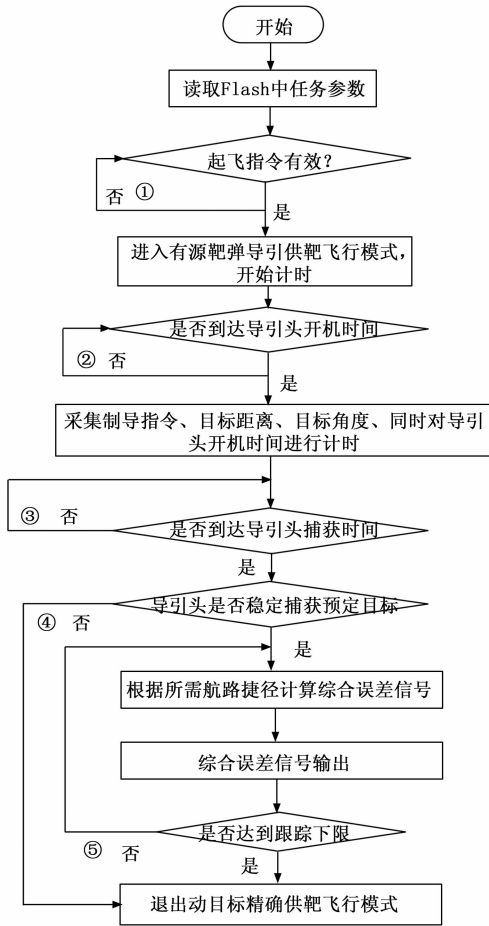 开始
读取Flash中任务参数
起飞指令有效?
否 ①
是
进入有源靶弹导引供靶飞行模式,
开始计时
是否到达导引头开机时间
② 否
是
采集制导指令、目标距离、目标角度、同时对导引
头开机时间进行计时
③ 否
是否到达导引头捕获时间
是
导引头是否稳定捕获预定目标
④ 否
是
根据所需航路捷径计算综合误差信号
综合误差信号输出
是否达到跟踪下限
⑤ 否
是
退出动目标精确供靶飞行模式